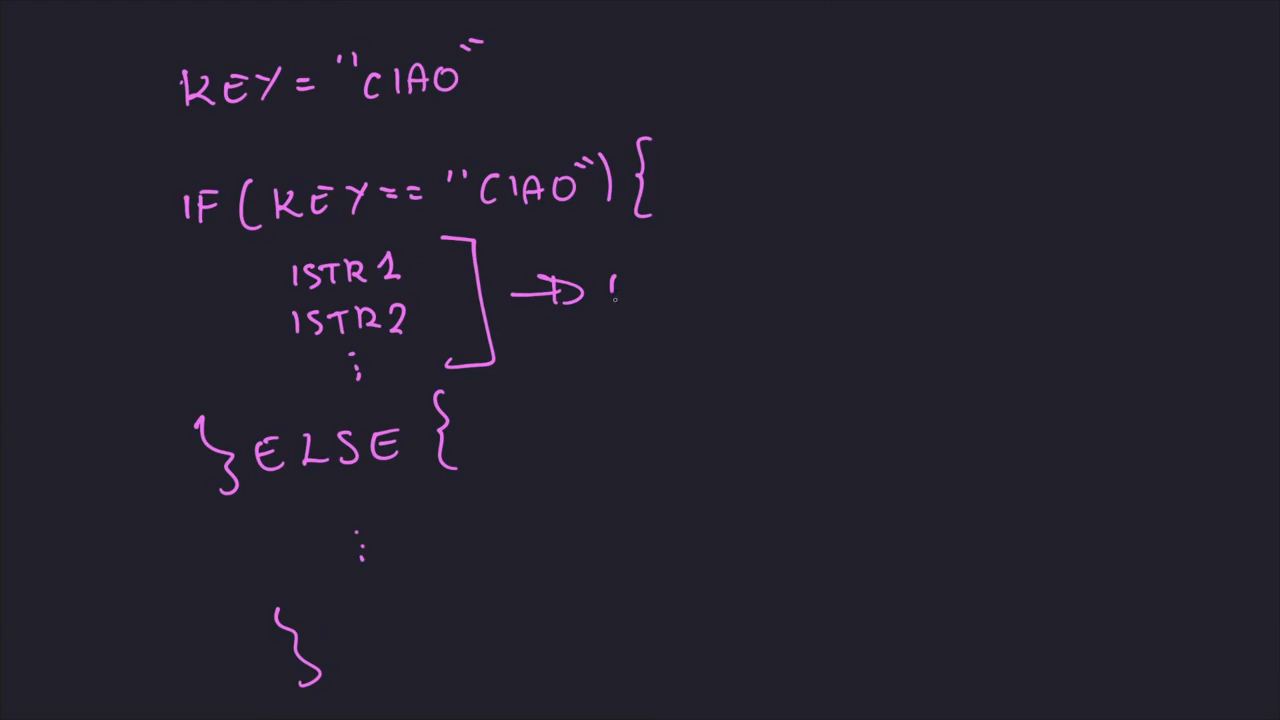 KEY = "CIAO"
IF (KEY == "CIAO") {
ISTR 1
ISTR 2
⋮
} ELSE {
⋮
}